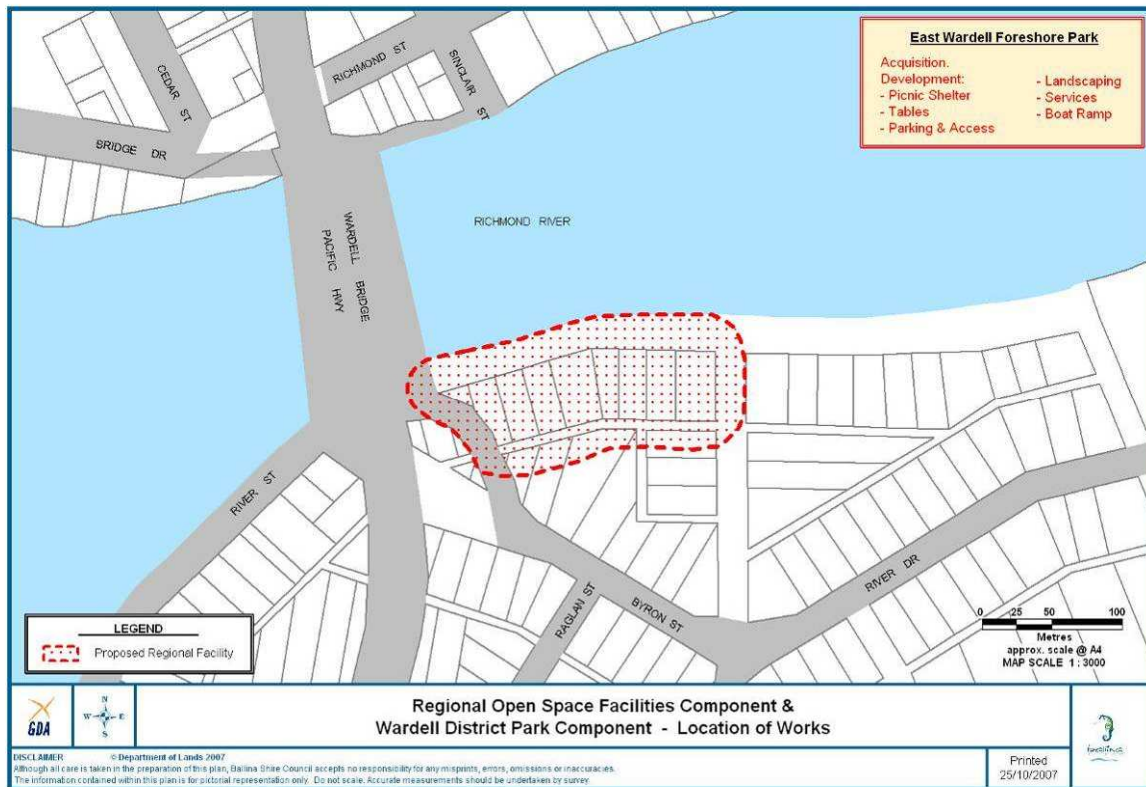 East Wardell Foreshore Park
Acquisition.
Development:
- Picnic Shelter
- Tables
- Parking & Access
- Landscaping
- Services
- Boat Ramp
CEDAR ST
RICHMOND ST
SINCLAIR ST
BRIDGE DR
WARDELL BRIDGE
PACIFIC HWY
RICHMOND RIVER
RIVER ST
RAGLAN ST
BYRON ST
RIVER DR
LEGEND
Proposed Regional Facility
0 25 50 100
Metres
approx. scale @ A4
MAP SCALE 1 : 3000
GDA
N
W E
S
Regional Open Space Facilities Component &
Wardell District Park Component - Location of Works
ballina
DISCLAIMER © Department of Lands 2007
Although all care is taken in the preparation of this plan, Ballina Shire Council accepts no responsibility for any misprints, errors, omissions or inaccuracies.
The information contained within this plan is for pictorial representation only. Do not scale. Accurate measurements should be undertaken by survey.
Printed
25/10/2007